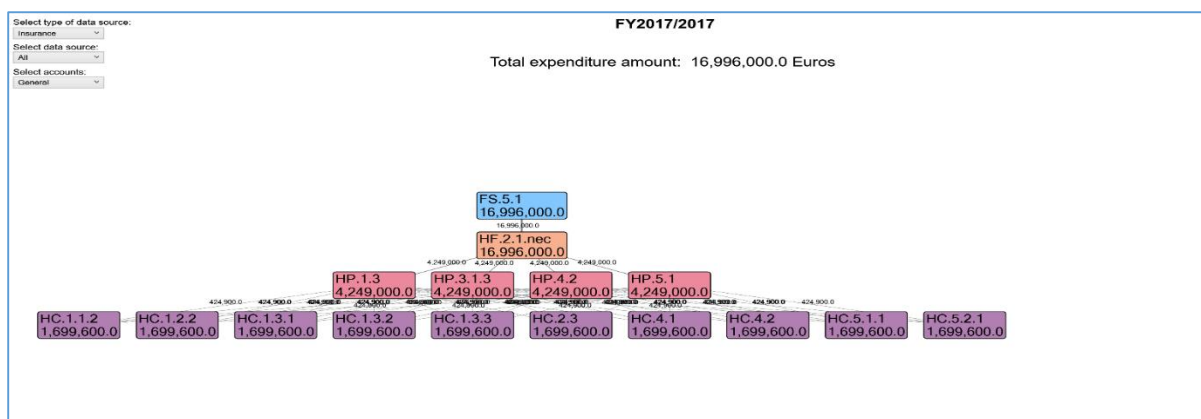 Select type of data source:
Insurance
Select data source:
All
Select accounts:
General
FY2017/2017
Total expenditure amount: 16,996,000.0 Euros
FS.5.1
16,996,000.0
16,996,000.0
HF.2.1.nec
16,996,000.0
4,249,000.0 4,249,000.0 4,249,000.0 4,249,000.0
HP.1.3 HP.3.1.3 HP.4.2 HP.5.1
4,249,000.0 4,249,000.0 4,249,000.0 4,249,000.0
424,900.0 424,900.0 424,900.0 424,900.0 424,900.0
HC.1.1.2 HC.1.2.2 HC.1.3.1 HC.1.3.2 HC.1.3.3 HC.2.3 HC.4.1 HC.4.2 HC.5.1.1 HC.5.2.1
1,699,600.0 1,699,600.0 1,699,600.0 1,699,600.0 1,699,600.0 1,699,600.0 1,699,600.0 1,699,600.0 1,699,600.0 1,699,600.0